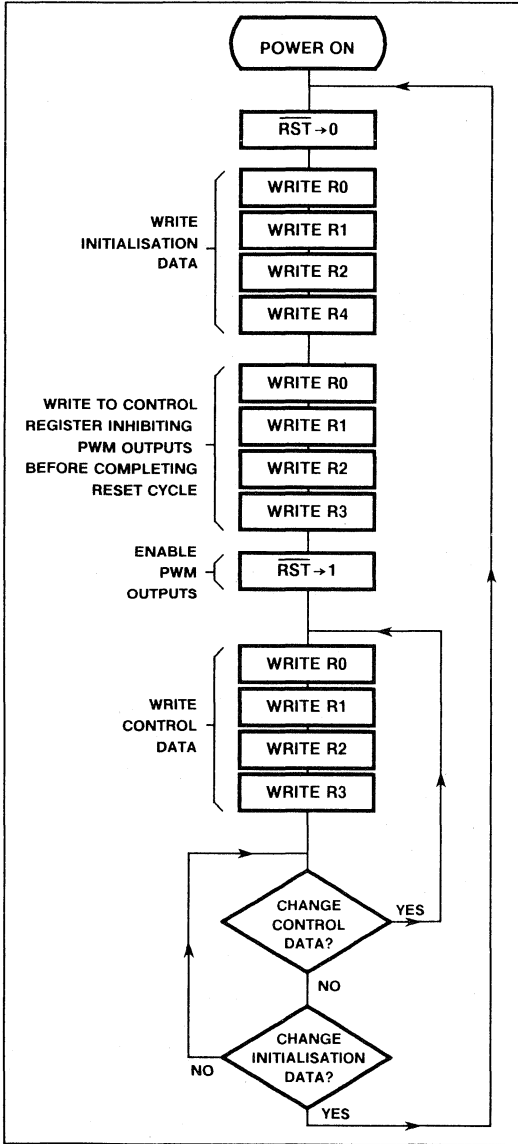 POWER ON
R̅S̅T̅→0
WRITE
INITIALISATION
DATA
WRITE R0
WRITE R1
WRITE R2
WRITE R4
WRITE TO CONTROL
REGISTER INHIBITING
PWM OUTPUTS
BEFORE COMPLETING
RESET CYCLE
WRITE R0
WRITE R1
WRITE R2
WRITE R3
ENABLE
PWM
OUTPUTS
R̅S̅T̅→1
WRITE
CONTROL
DATA
WRITE R0
WRITE R1
WRITE R2
WRITE R3
CHANGE
CONTROL
DATA?
YES
NO
CHANGE
INITIALISATION
DATA?
NO
YES